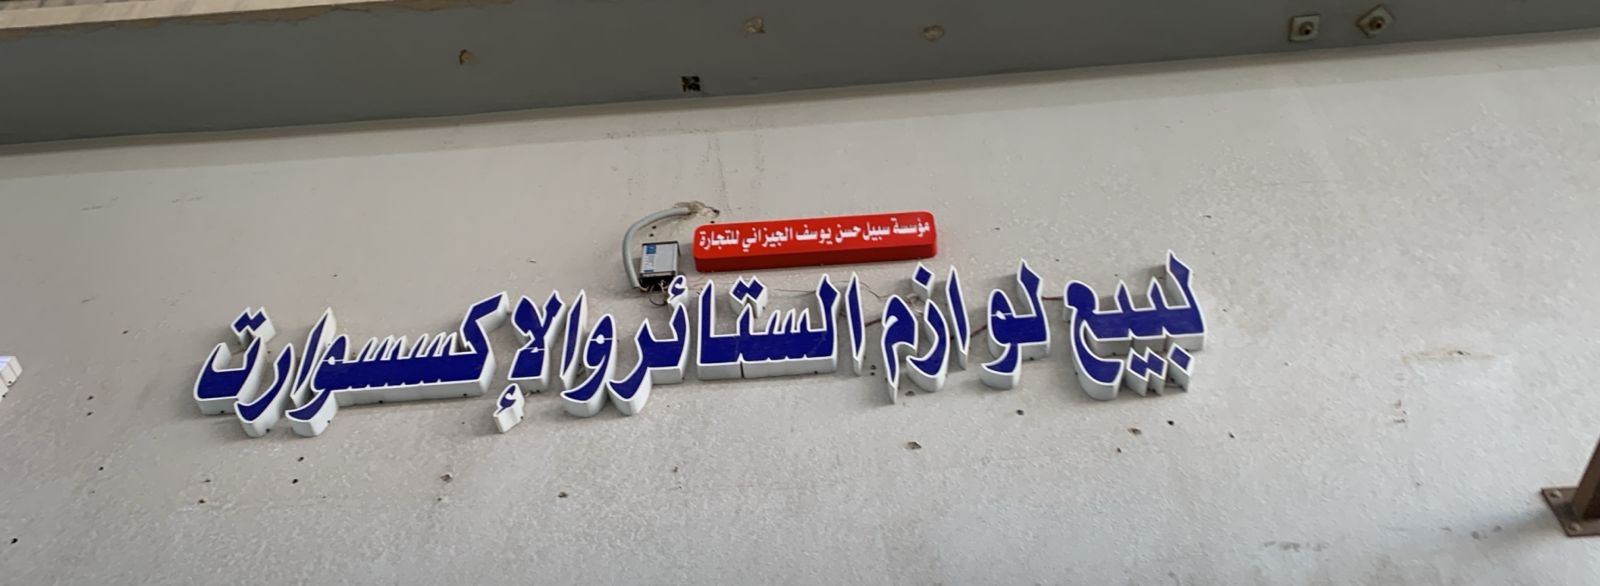 مؤسسة سبيل حسن يوسف الجيزاني للتجارة
لبيع لوازم الستائر والإكسسوارت